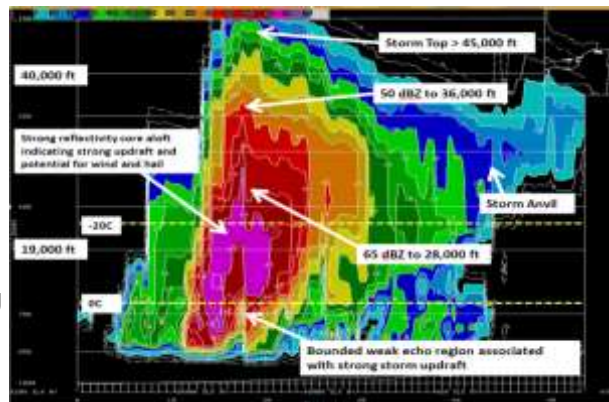 Storm Top > 45,000 ft
40,000 ft
50 dBZ to 36,000 ft
Strong reflectivity core aloft
indicating strong updraft and
potential for wind and hail
Storm Anvil
-20C
19,000 ft
65 dBZ to 28,000 ft
0C
Bounded weak echo region associated
with strong storm updraft